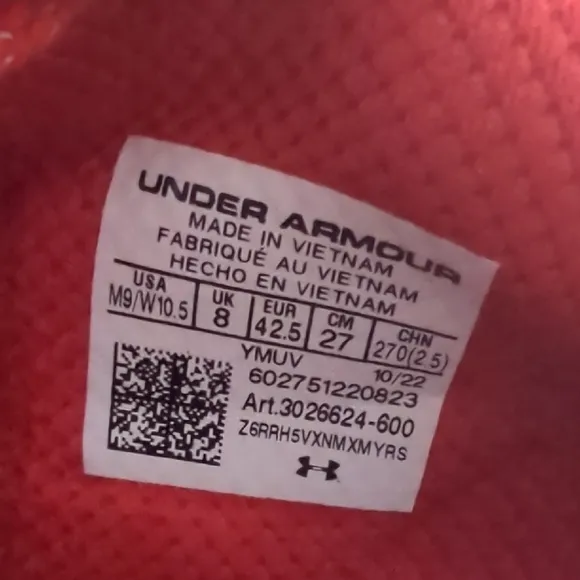 UNDER ARMOUR
MADE IN VIETNAM
FABRIQUÉ AU VIETNAM
HECHO EN VIETNAM
USA UK EUR CM CHN
M9/W10.5 8 42.5 27 270(2.5)
YMUV 10/22
602751220823
Art.3026624-600
Z6RRH5VXNMXMYRS